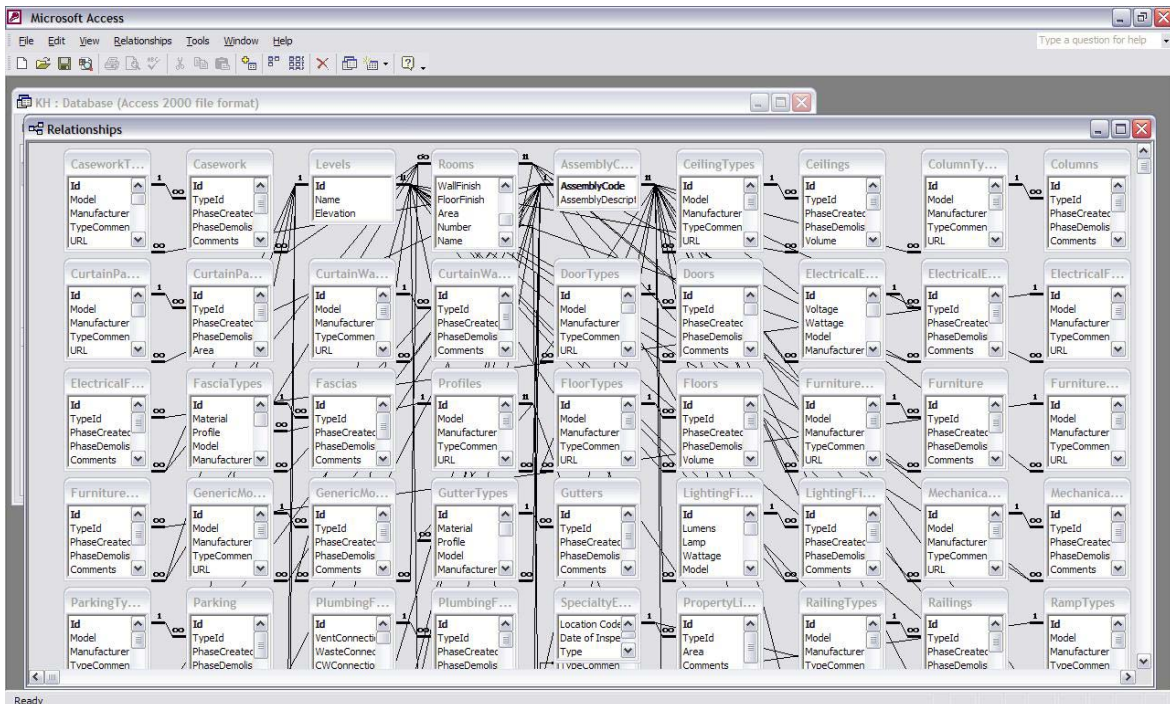 Microsoft Access
File Edit View Relationships Tools Window Help
Type a question for help
KH : Database (Access 2000 file format)
Relationships
CaseworkT... Casework Levels Rooms AssemblyC... CeilingTypes Ceilings ColumnTy... Columns
Id Id Id WallFinish AssemblyCode Id Id Id Id
Model TypeId Name FloorFinish AssemblyDescript Model TypeId Model TypeId
Manufacturer PhaseCreated Elevation Area Manufacturer PhaseCreatec Manufacturer PhaseCreatec
TypeCommen PhaseDemolis Number TypeCommen PhaseDemolis TypeCommen PhaseDemolis
URL Comments Name URL Volume URL Comments
CurtainPa... CurtainPa... CurtainWa... CurtainWa... DoorTypes Doors ElectricalE... ElectricalE... ElectricalF...
Id Id Id Id Id Id Id Id Id
Model TypeId Model TypeId Model TypeId Voltage TypeId Model
Manufacturer PhaseCreatec Manufacturer PhaseCreated Manufacturer PhaseCreatec Wattage PhaseCreatec Manufacturer
TypeCommen PhaseDemolis TypeCommen PhaseDemolis TypeCommen PhaseDemolis Model PhaseDemolis TypeCommen
URL Area URL Comments URL Comments Manufacturer Comments URL
ElectricalF... FasciaTypes Fascias Profiles FloorTypes Floors Furniture... Furniture Furniture...
Id Id Id Id Id Id Id Id Id
TypeId Material TypeId Model Model TypeId Model TypeId Model
PhaseCreatec Profile PhaseCreatec Manufacturer Manufacturer PhaseCreatec Manufacturer PhaseCreatec Manufacturer
PhaseDemolis Model PhaseDemolis TypeCommen TypeCommen PhaseDemolis TypeCommen PhaseDemolis TypeCommen
Comments Manufacturer Comments URL URL Volume URL Comments URL
Furniture... GenericMo... GenericMo... GutterTypes Gutters LightingFi... LightingFi... Mechanica... Mechanica...
Id Id Id Id Id Id Id Id Id
TypeId Model TypeId Material TypeId Lumens TypeId Model TypeId
PhaseCreatec Manufacturer PhaseCreatec Profile PhaseCreatec Lamp PhaseCreatec Manufacturer PhaseCreatec
PhaseDemolis TypeCommen PhaseDemolis Model PhaseDemolis Wattage PhaseDemolis TypeCommen PhaseDemolis
Comments URL Comments Manufacturer Comments Model Comments URL Comments
ParkingTy... Parking PlumbingF... PlumbingF... SpecialtyE... PropertyLi... RailingTypes Railings RampTypes
Id Id Id Id Location Code Id Id Id Id
Model TypeId VentConnecti TypeId Date of Inspe TypeId Model TypeId Model
Manufacturer PhaseCreatec WasteConnec PhaseCreatec Type Area Manufacturer PhaseCreatec Manufacturer
TypeCommen PhaseDemolis CWConnectio PhaseDemolis TypeCommen Comments TypeCommen PhaseDemolis TypeCommen
Ready